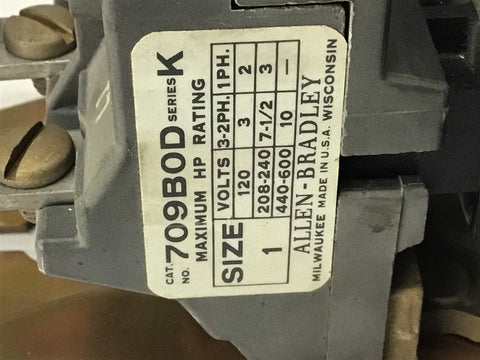 CAT. NO. 709B0D SERIES K
MAXIMUM HP RATING
SIZE VOLTS 3-2PH. 1PH.
1 120 3 2
208-240 7-1/2 3
440-600 10 —
ALLEN-BRADLEY
MILWAUKEE MADE IN U.S.A. WISCONSIN